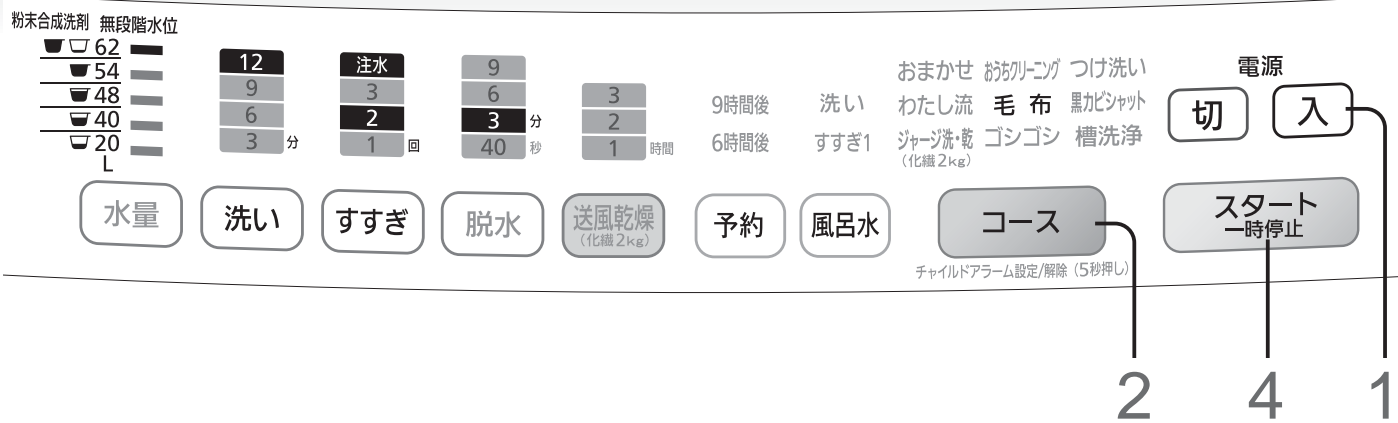 粉末合成洗剤 無段階水位
62
54
48
40
20
L
12
9
6
3 分
注水
3
2
1 回
9
6
3 分
40 秒
3
2
1 時間
9時間後
6時間後
洗い
すすぎ1
おまかせ おうちクリーニング つけ洗い
わたし流 毛布 黒カビシャット
ジャージ洗・乾 ゴシゴシ 槽洗浄
(化繊2kg)
電源
切 入
水量 洗い すすぎ 脱水 送風乾燥 予約 風呂水 コース スタート
(化繊2kg) 一時停止
チャイルドアラーム設定/解除(5秒押し)
2 4 1